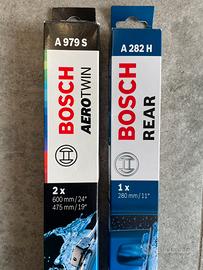 A 979 S
BOSCH
AEROTWIN
2 x
600 mm / 24"
475 mm / 19"
A 282 H
BOSCH
REAR
1 x
280 mm / 11"